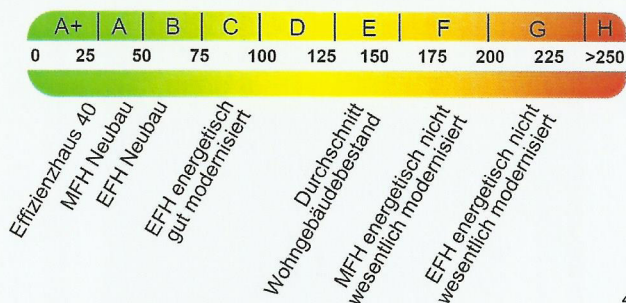 A+ A B C D E F G H
0 25 50 75 100 125 150 175 200 225 >250
Effizienzhaus 40
MFH Neubau
EFH Neubau
EFH energetisch
gut modernisiert
Durchschnitt
Wohngebäudebestand
MFH energetisch nicht
wesentlich modernisiert
EFH energetisch nicht
wesentlich modernisiert